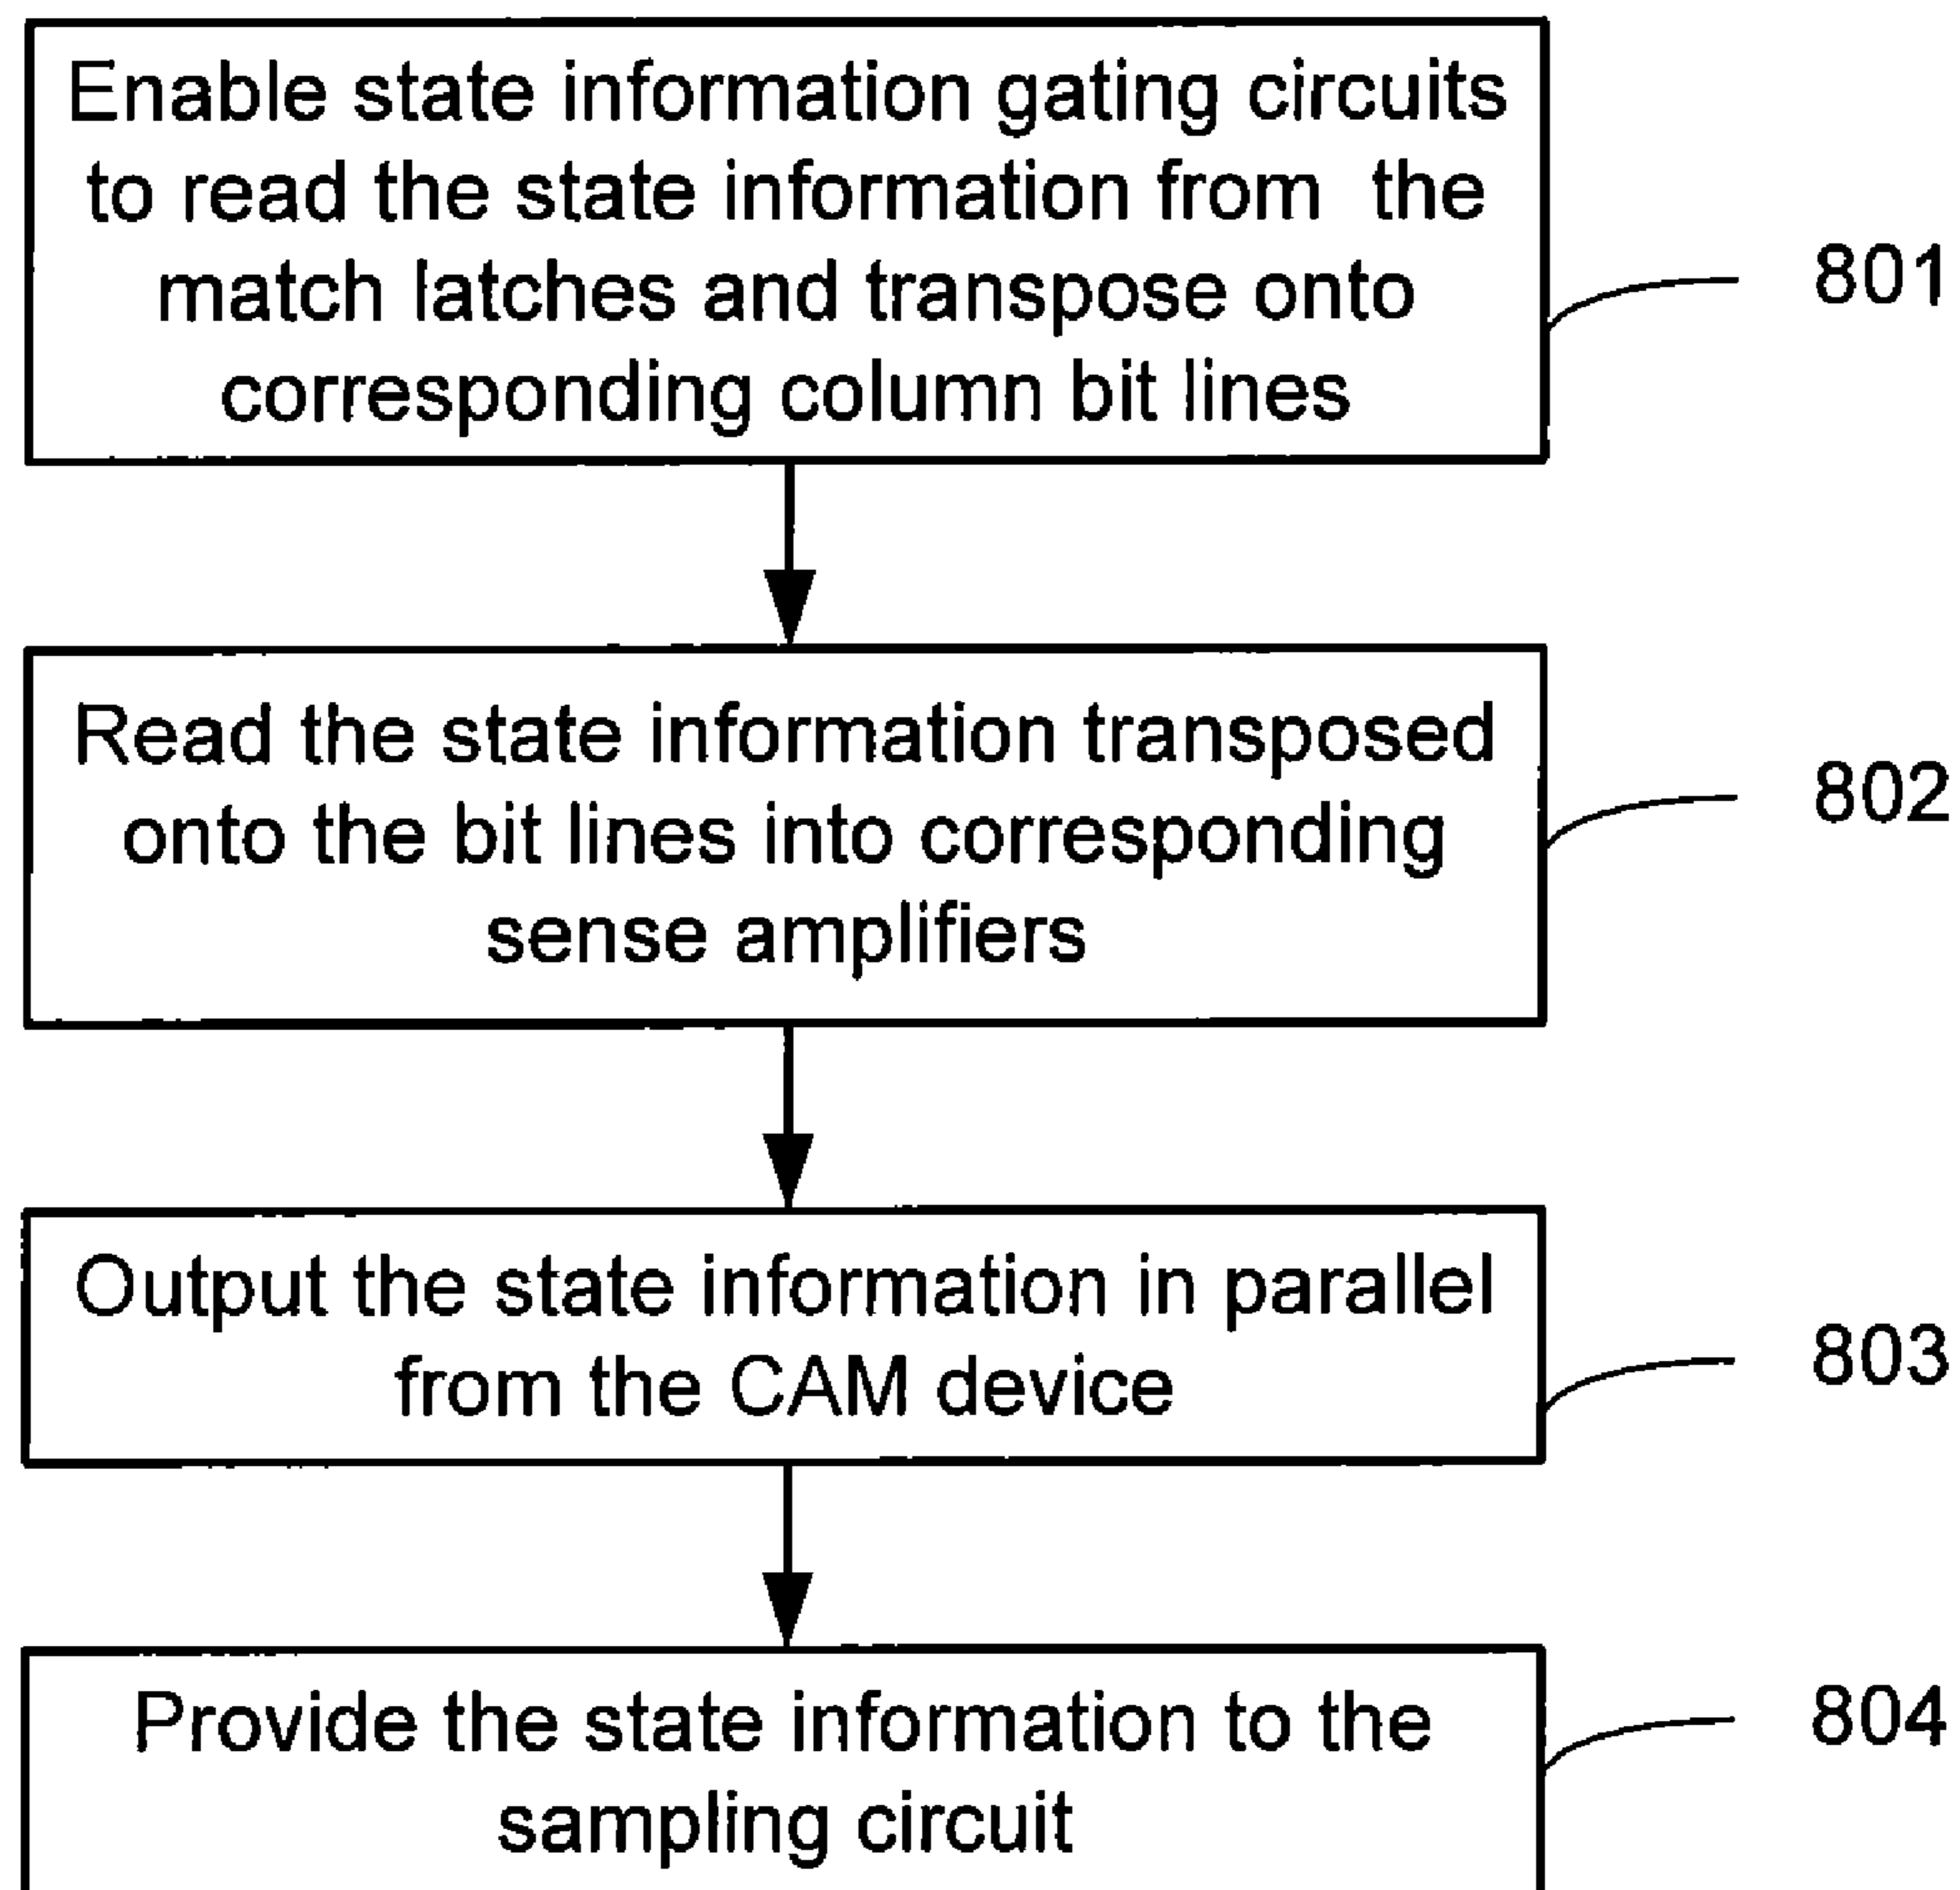 Enable state information gating circuits
to read the state information from the
match latches and transpose onto
corresponding column bit lines
801
Read the state information transposed
onto the bit lines into corresponding
sense amplifiers
802
Output the state information in parallel
from the CAM device
803
Provide the state information to the
sampling circuit
804